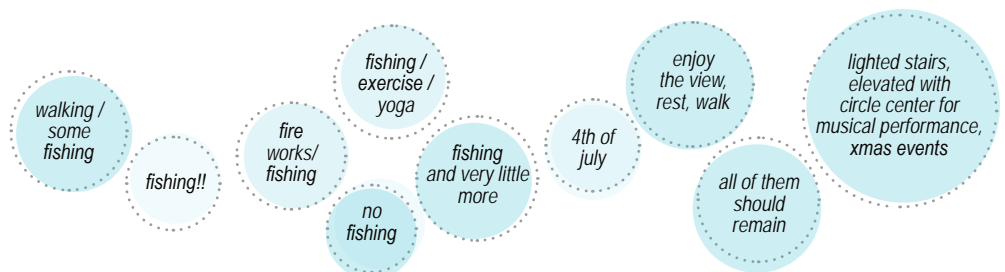 walking /
some
fishing
fishing!!
fire
works/
fishing
fishing /
exercise /
yoga
no
fishing
fishing
and very little
more
4th of
july
enjoy
the view,
rest, walk
all of them
should
remain
lighted stairs,
elevated with
circle center for
musical performance,
xmas events